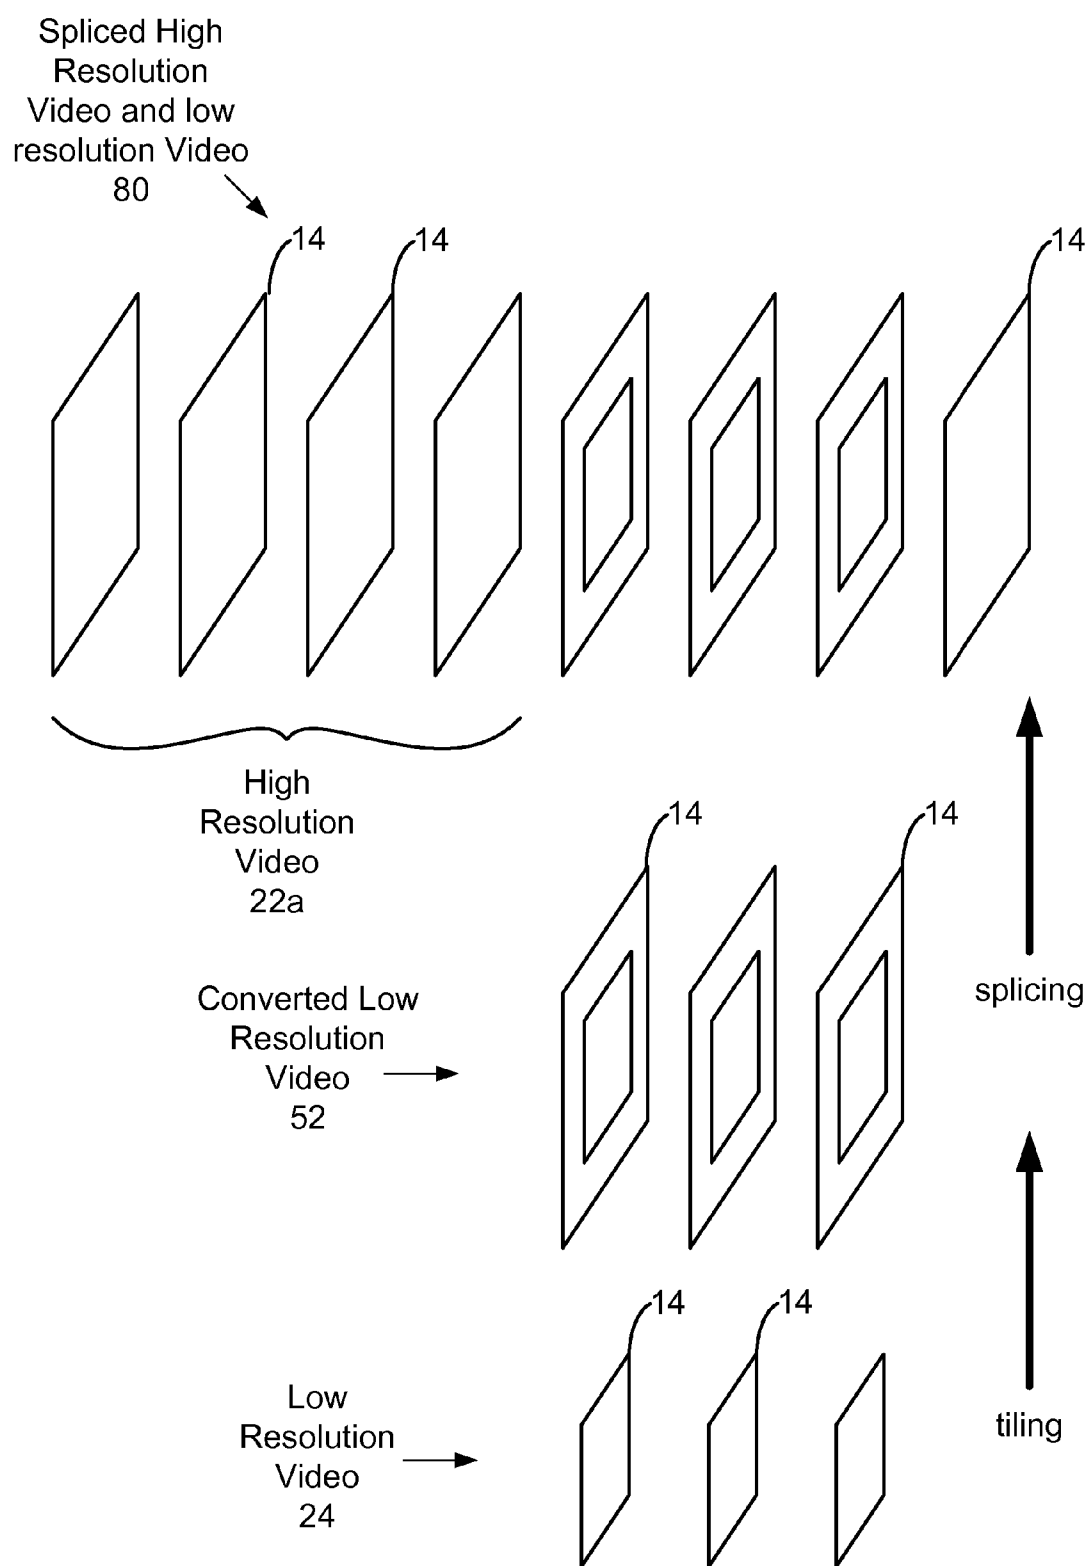 Spliced High
Resolution
Video and low
resolution Video
80
14
14
14
High
Resolution
Video
22a
14
14
Converted Low
Resolution
Video
52
splicing
14
14
Low
Resolution
Video
24
tiling